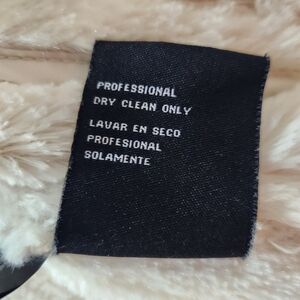 PROFESSIONAL
DRY CLEAN ONLY
LAVAR EN SECO
PROFESIONAL
SOLAMENTE